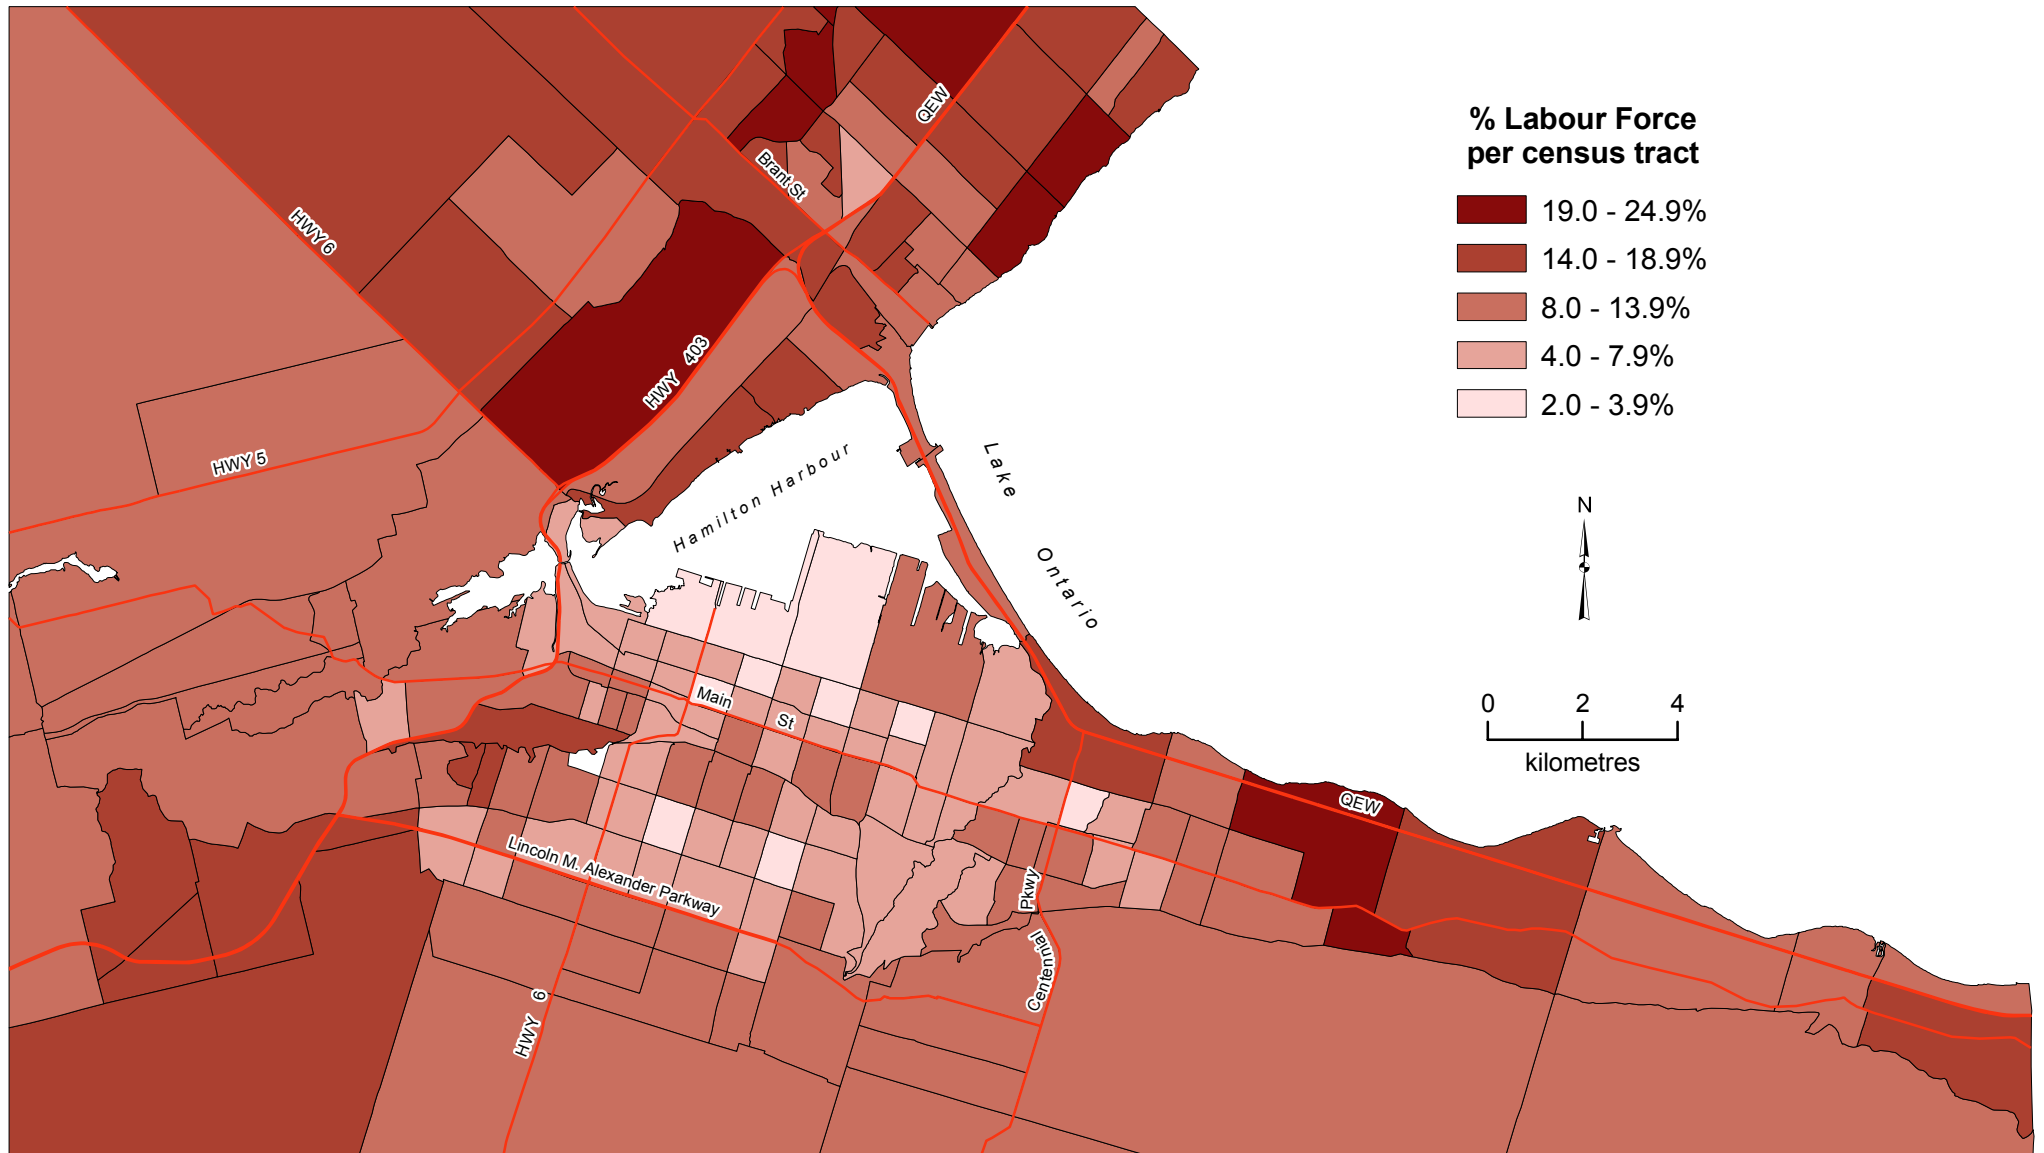 % Labour Force
per census tract
19.0 - 24.9%
14.0 - 18.9%
8.0 - 13.9%
4.0 - 7.9%
2.0 - 3.9%
N
0 2 4
kilometres
QEW
Brant St
HWY 6
HWY 403
HWY 5
Hamilton Harbour
Lake
Ontario
Main St
QEW
Lincoln M. Alexander Parkway
Centennial Pkwy
HWY 6